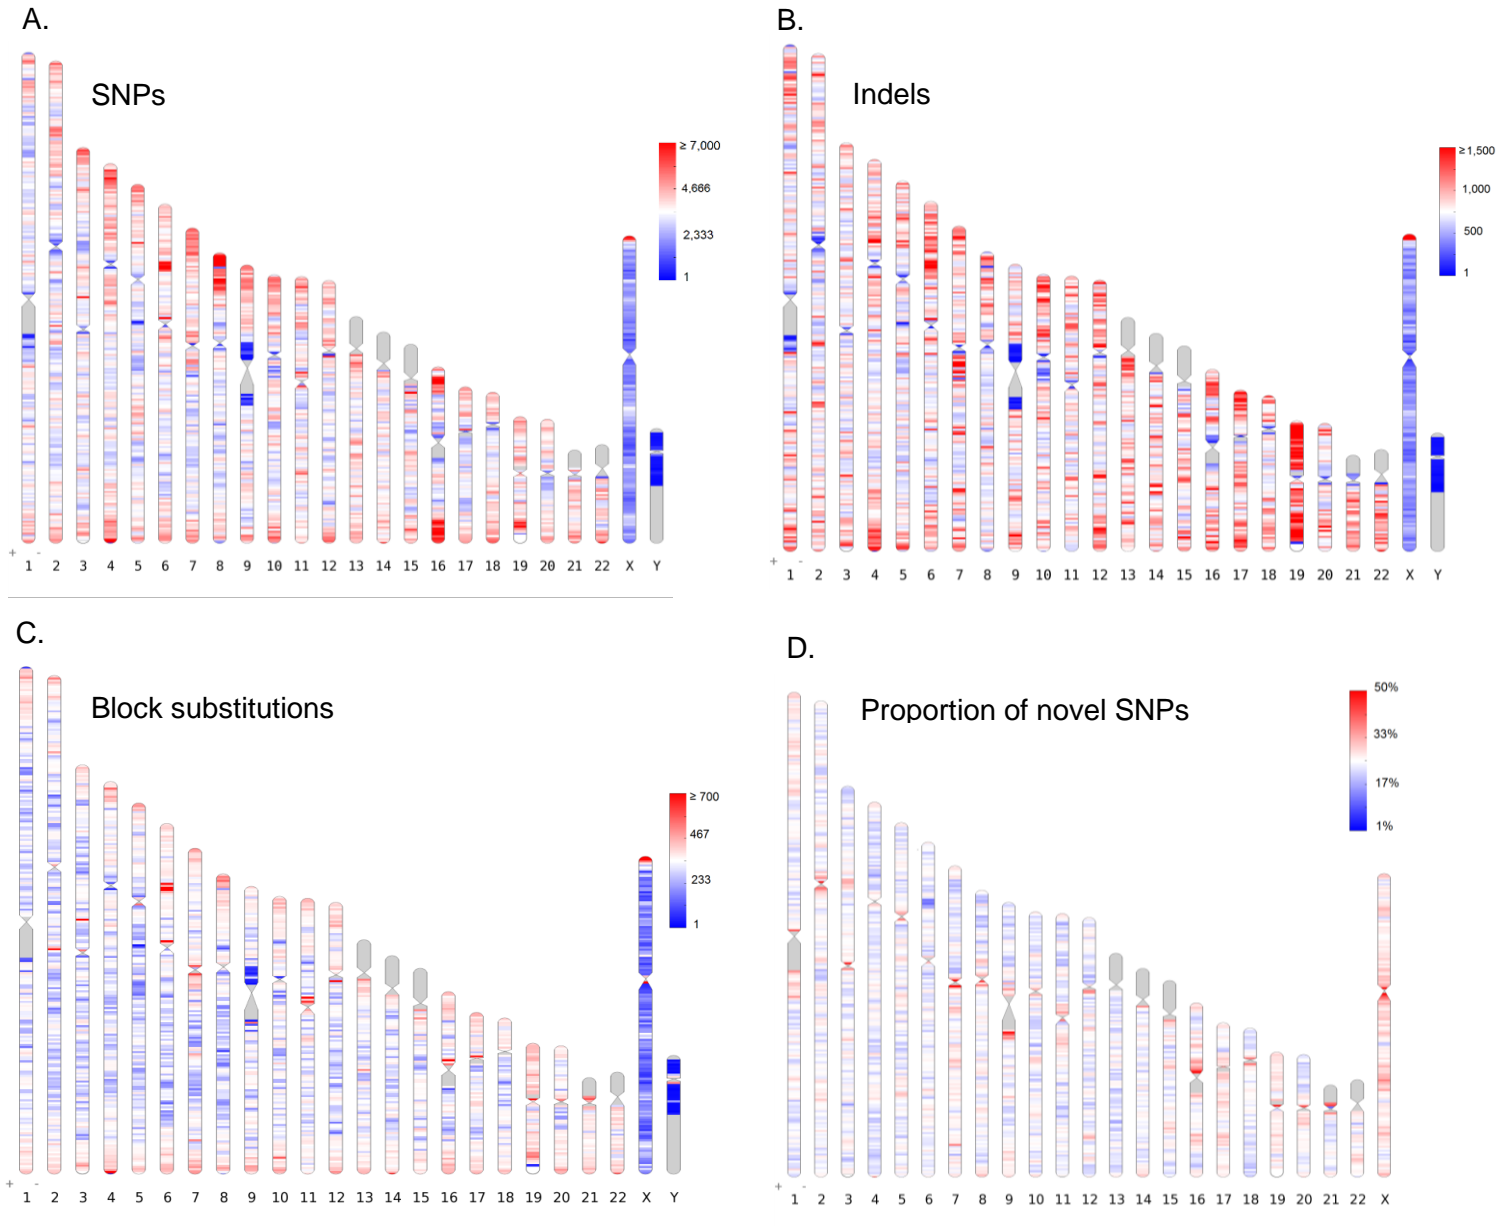 A.
SNPs
≥ 7,000
4,666
2,333
1
+ -
1 2 3 4 5 6 7 8 9 10 11 12 13 14 15 16 17 18 19 20 21 22 X Y
B.
Indels
≥ 1,500
1,000
500
1
+ -
1 2 3 4 5 6 7 8 9 10 11 12 13 14 15 16 17 18 19 20 21 22 X Y
C.
Block substitutions
≥ 700
467
233
1
+ -
1 2 3 4 5 6 7 8 9 10 11 12 13 14 15 16 17 18 19 20 21 22 X Y
D.
Proportion of novel SNPs
50%
33%
17%
1%
+ -
1 2 3 4 5 6 7 8 9 10 11 12 13 14 15 16 17 18 19 20 21 22 X